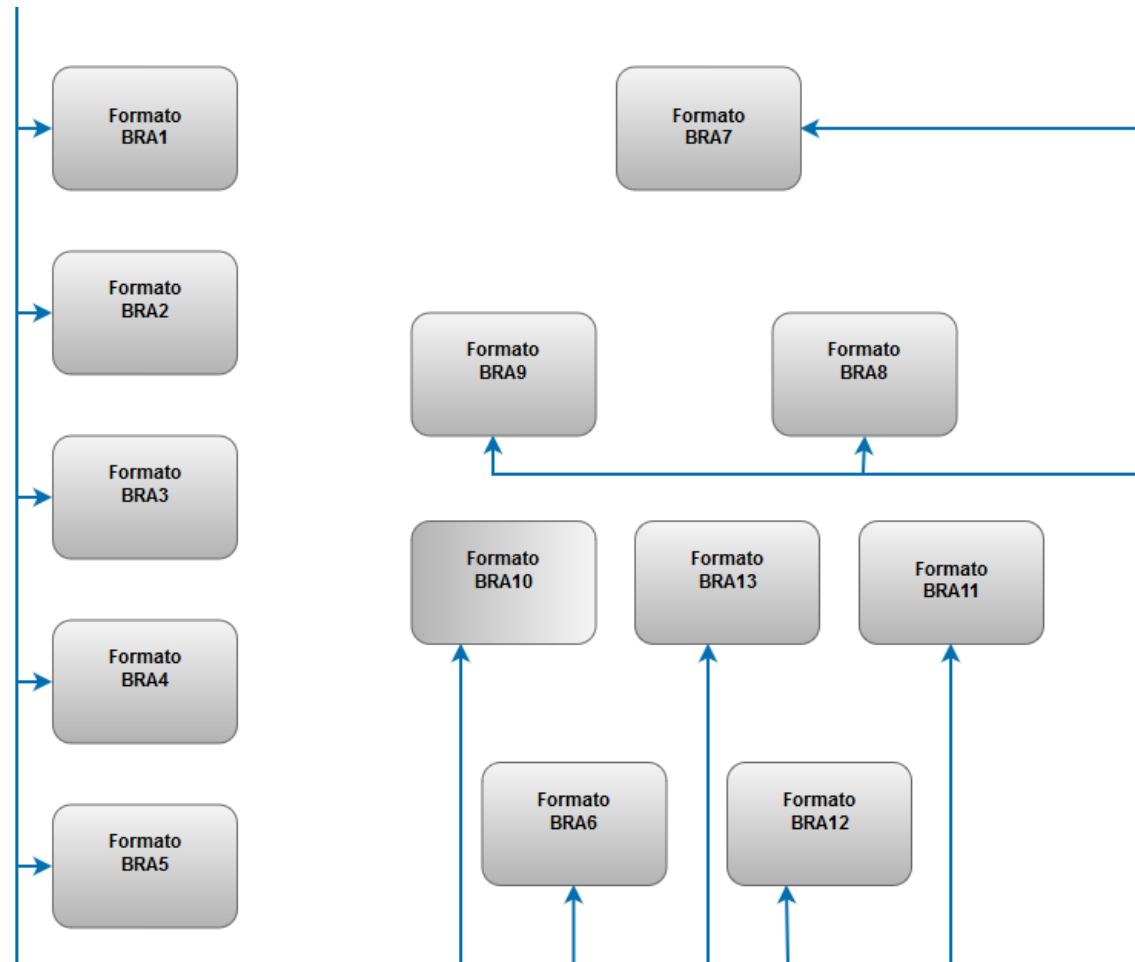 Formato
BRA1
Formato
BRA7
Formato
BRA2
Formato
BRA9
Formato
BRA8
Formato
BRA3
Formato
BRA10
Formato
BRA13
Formato
BRA11
Formato
BRA4
Formato
BRA6
Formato
BRA12
Formato
BRA5